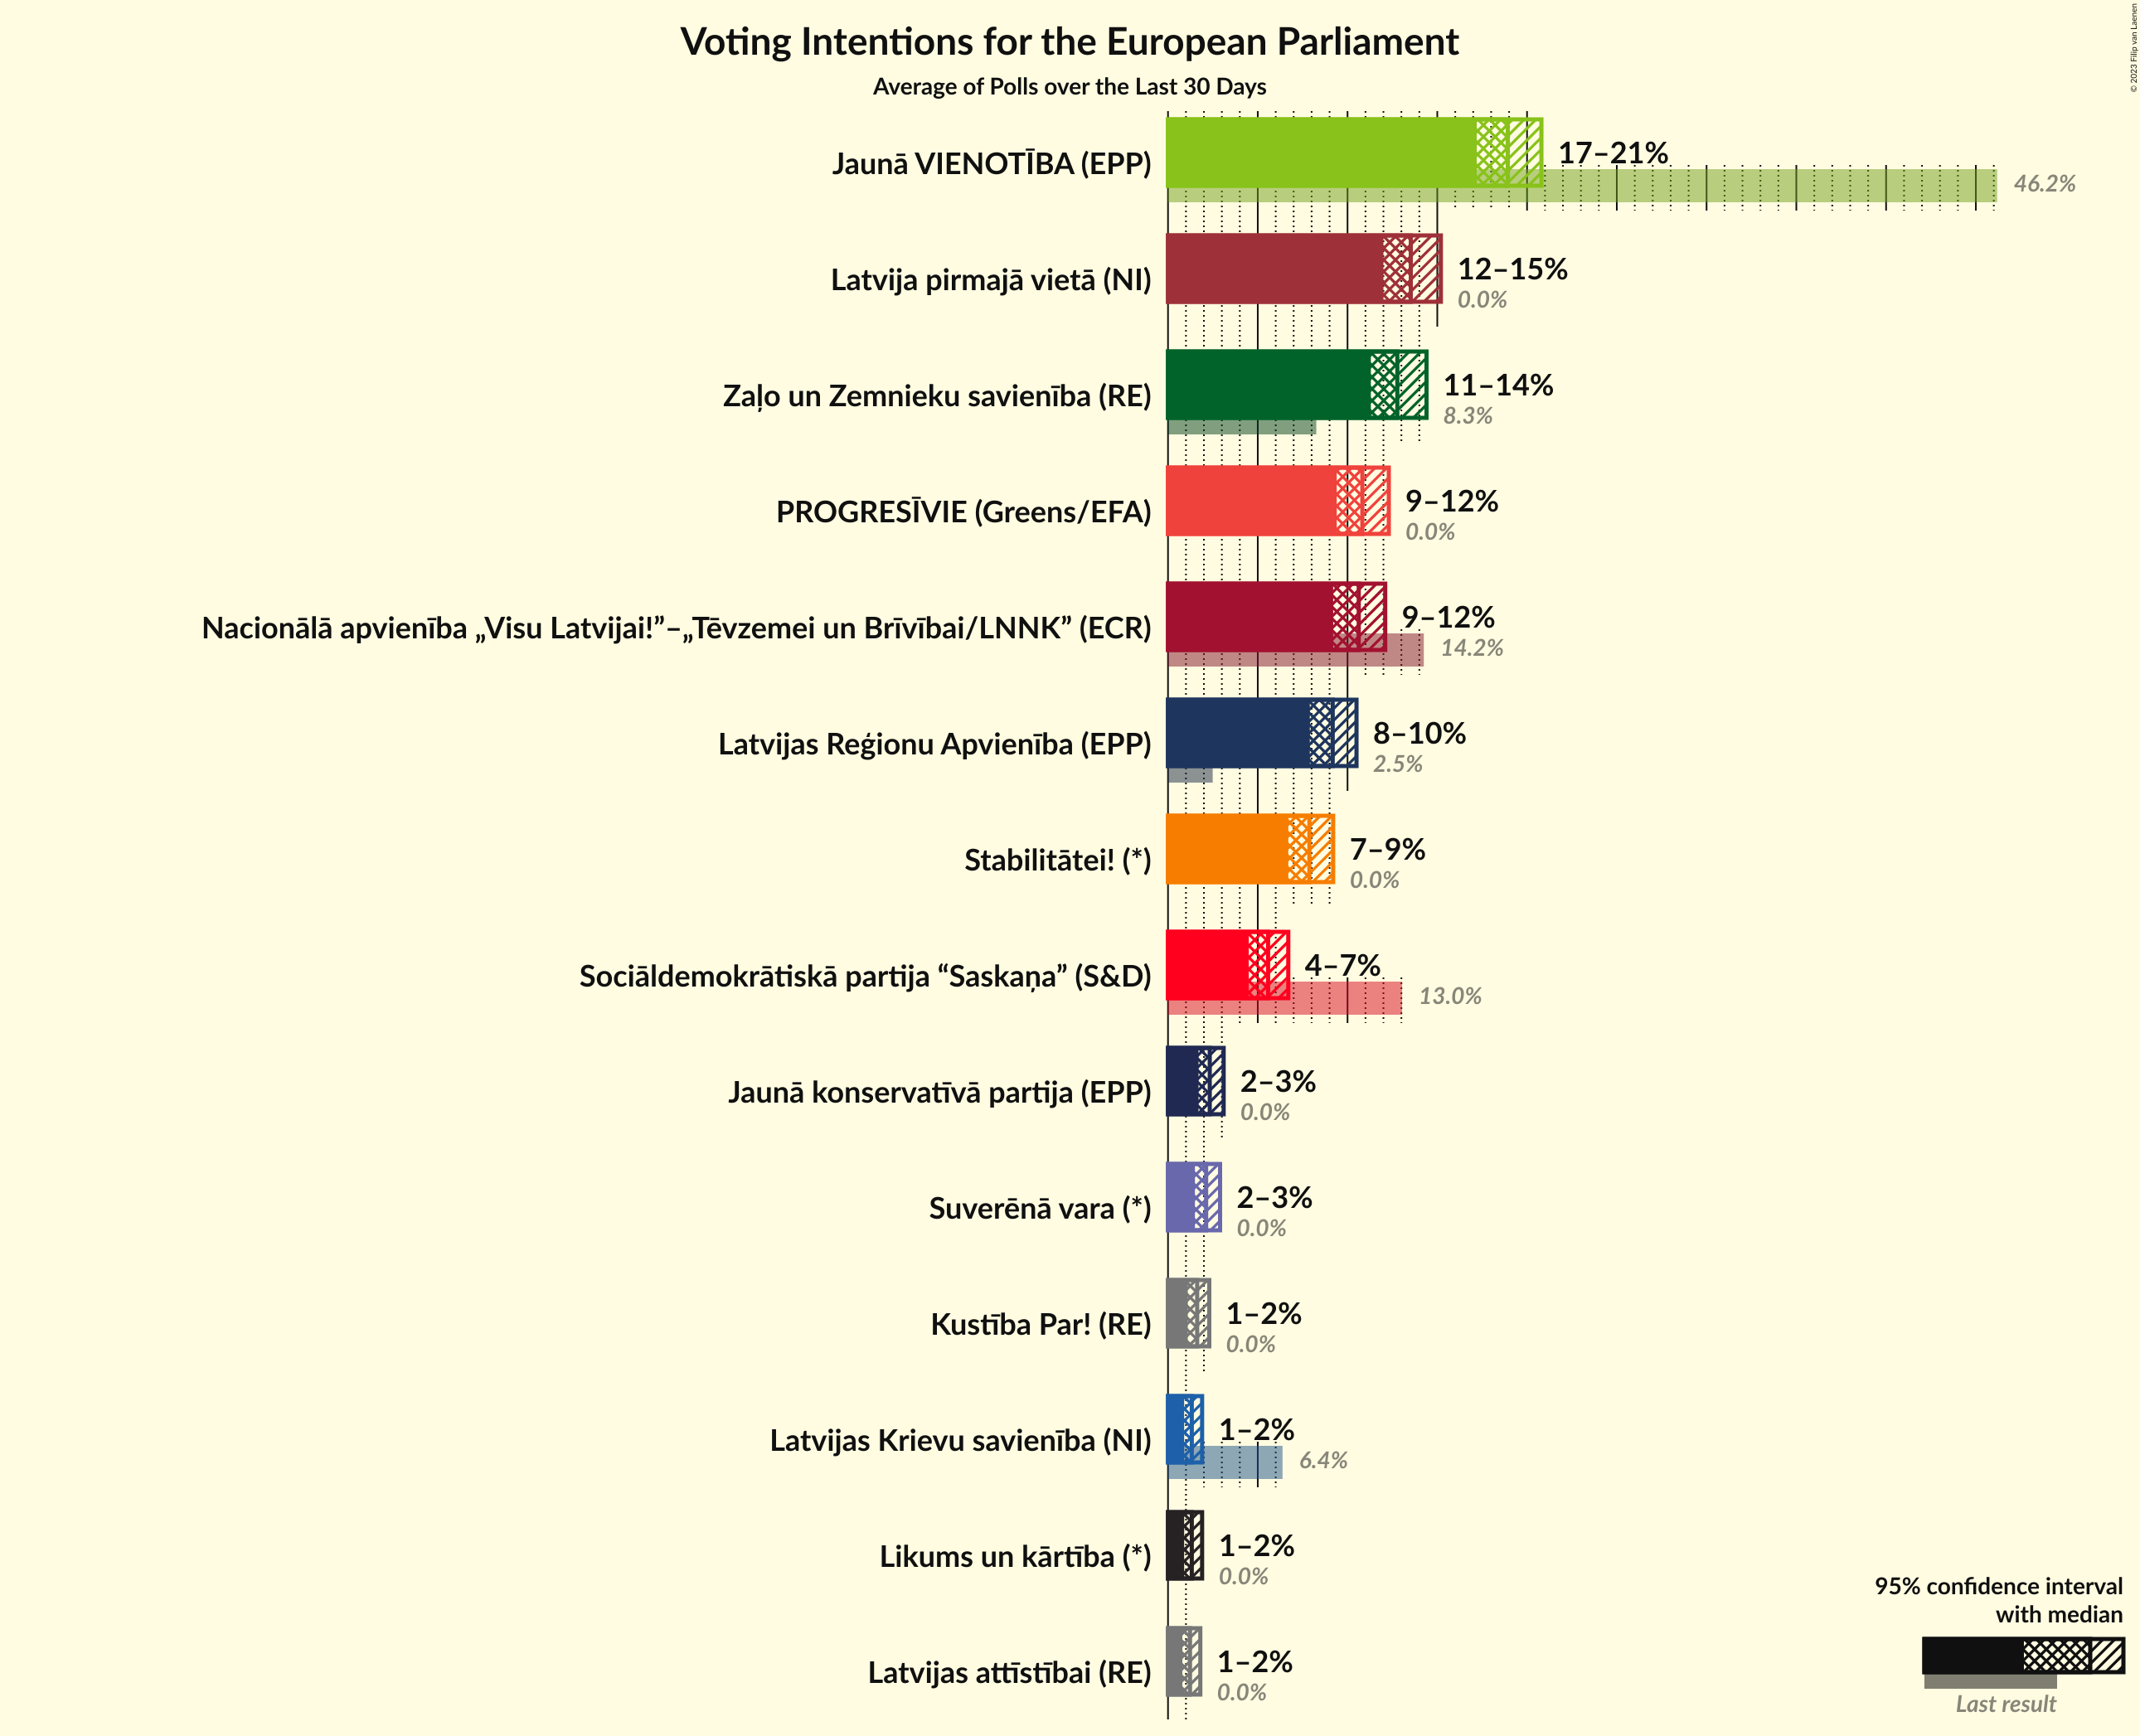 Voting Intentions for the European Parliament
Average of Polls over the Last 30 Days
© 2023 Filip van Laenen
Jaunā VIENOTĪBA (EPP)
17–21%
46.2%
Latvija pirmajā vietā (NI)
12–15%
0.0%
Zaļo un Zemnieku savienība (RE)
11–14%
8.3%
PROGRESĪVIE (Greens/EFA)
9–12%
0.0%
Nacionālā apvienība „Visu Latvijai!”–„Tēvzemei un Brīvībai/LNNK” (ECR)
9–12%
14.2%
Latvijas Reģionu Apvienība (EPP)
8–10%
2.5%
Stabilitātei! (*)
7–9%
0.0%
Sociāldemokrātiskā partija “Saskaņa” (S&D)
4–7%
13.0%
Jaunā konservatīvā partija (EPP)
2–3%
0.0%
Suverēnā vara (*)
2–3%
0.0%
Kustība Par! (RE)
1–2%
0.0%
Latvijas Krievu savienība (NI)
1–2%
6.4%
Likums un kārtība (*)
1–2%
0.0%
Latvijas attīstībai (RE)
1–2%
0.0%
95% confidence interval
with median
Last result